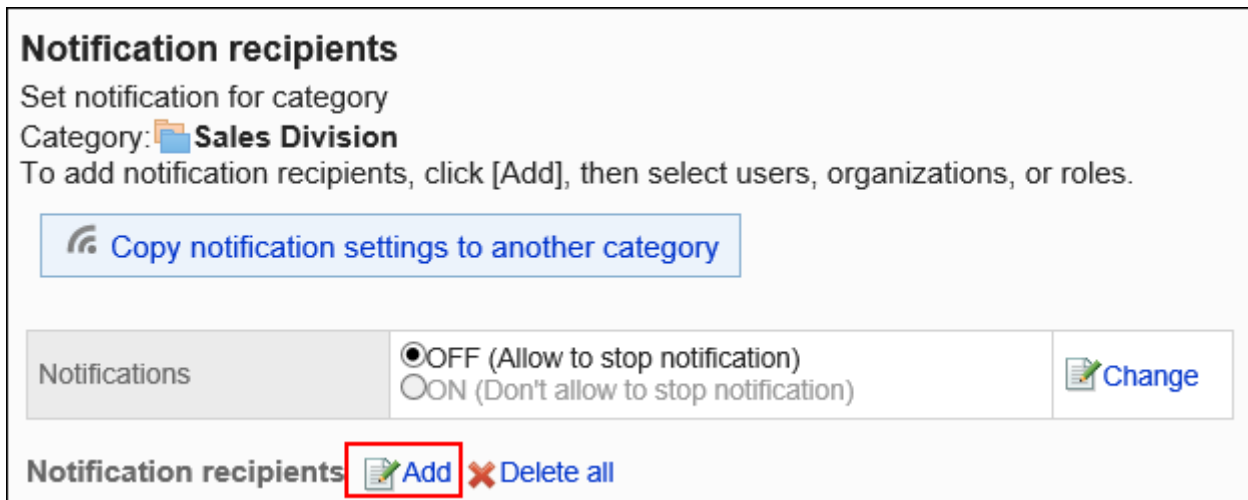 Notification recipients
Set notification for category
Category: Sales Division
To add notification recipients, click [Add], then select users, organizations, or roles.
Copy notification settings to another category
Notifications
OFF (Allow to stop notification)
ON (Don't allow to stop notification)
Change
Notification recipients Add Delete all